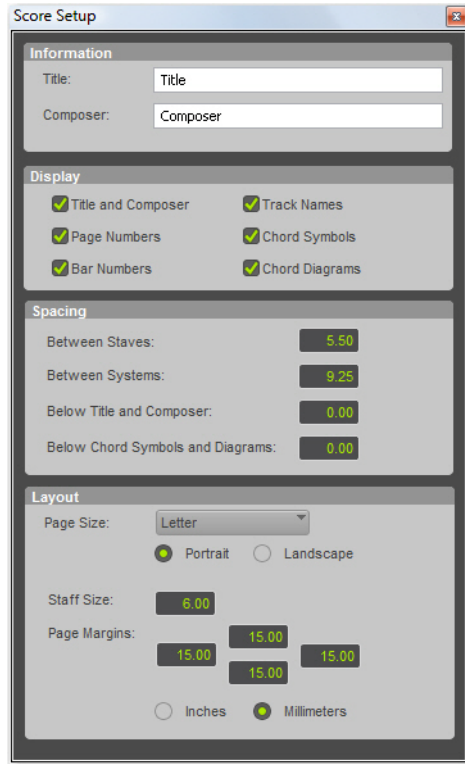 Score Setup
Information
Title: Title
Composer: Composer
Display
Title and Composer Track Names
Page Numbers Chord Symbols
Bar Numbers Chord Diagrams
Spacing
Between Staves: 5.50
Between Systems: 9.25
Below Title and Composer: 0.00
Below Chord Symbols and Diagrams: 0.00
Layout
Page Size: Letter
Portrait Landscape
Staff Size: 6.00
Page Margins: 15.00
15.00 15.00
15.00
Inches Millimeters